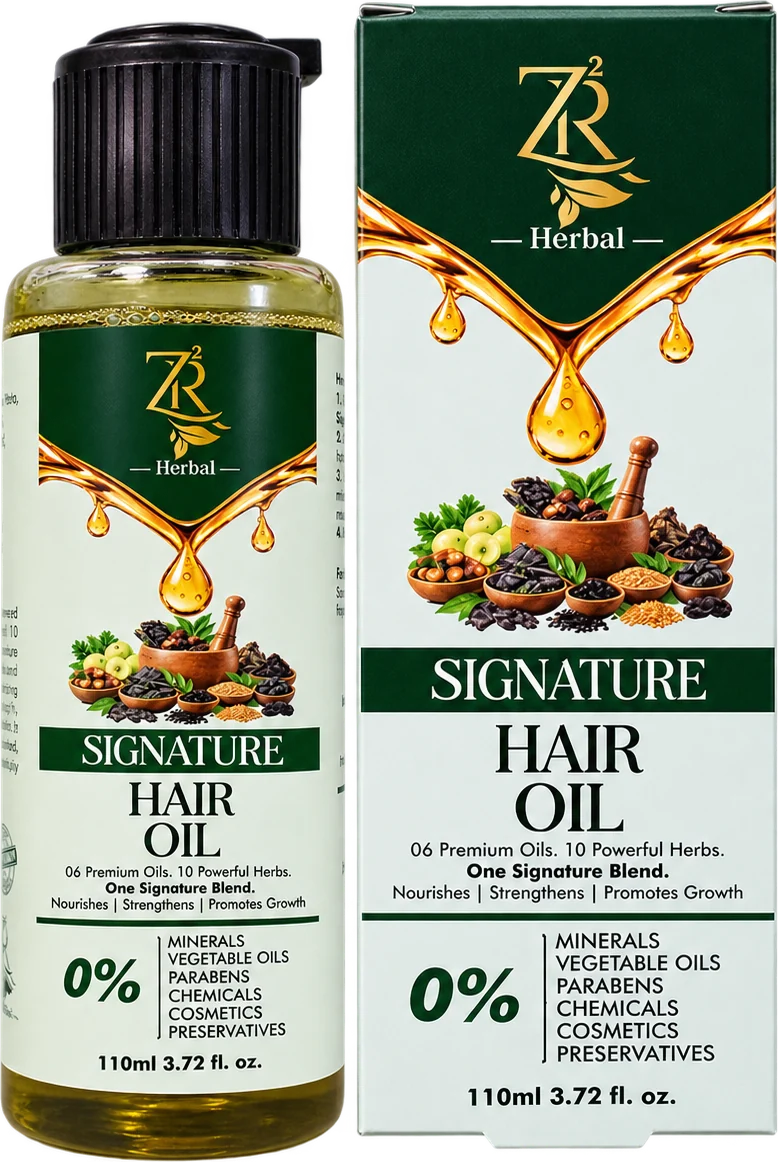 ZR²
— Herbal —
SIGNATURE
HAIR
OIL
06 Premium Oils. 10 Powerful Herbs.
One Signature Blend.
Nourishes | Strengthens | Promotes Growth
0%
MINERALS
VEGETABLE OILS
PARABENS
CHEMICALS
COSMETICS
PRESERVATIVES
110ml 3.72 fl. oz.
ZR²
— Herbal —
SIGNATURE
HAIR
OIL
06 Premium Oils. 10 Powerful Herbs.
One Signature Blend.
Nourishes | Strengthens | Promotes Growth
0%
MINERALS
VEGETABLE OILS
PARABENS
CHEMICALS
COSMETICS
PRESERVATIVES
110ml 3.72 fl. oz.